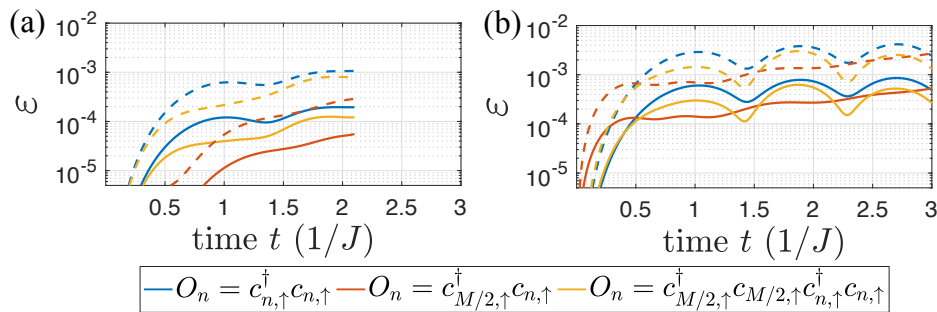 (a)
10^{-2}
10^{-3}
10^{-4}
10^{-5}
ε
0.5 1 1.5 2 2.5 3
time t (1/J)
(b)
10^{-2}
10^{-3}
10^{-4}
10^{-5}
ε
0.5 1 1.5 2 2.5 3
time t (1/J)
O_n = c^†_{n,↑} c_{n,↑} O_n = c^†_{M/2,↑} c_{n,↑} O_n = c^†_{M/2,↑} c_{M/2,↑} c^†_{n,↑} c_{n,↑}